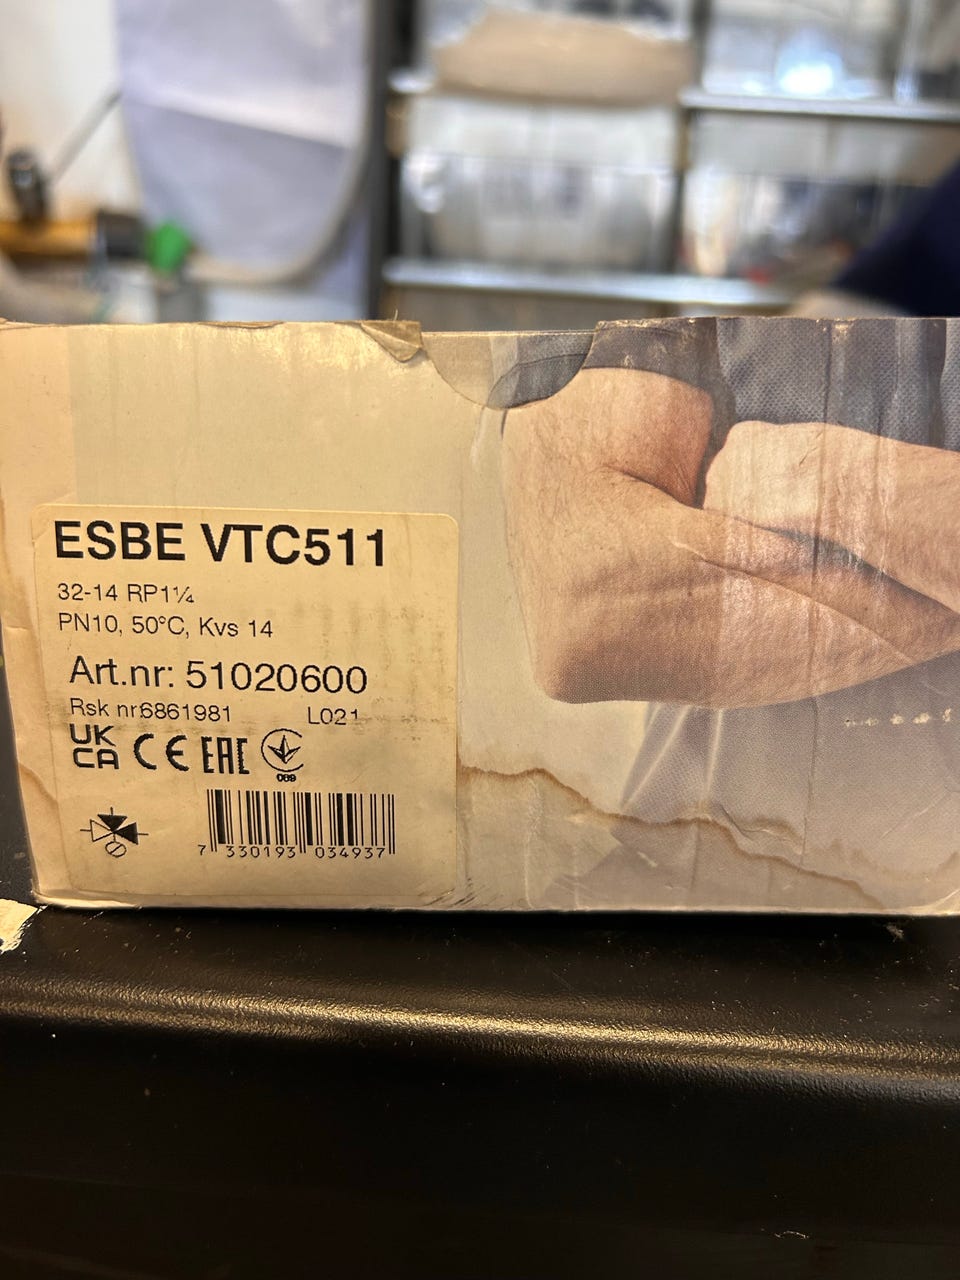 ESBE VTC511
32-14 RP1¼
PN10, 50°C, Kvs 14
Art.nr: 51020600
Rsk nr6861981 L021
UK
CA CE EAC
089
7 330193 034937